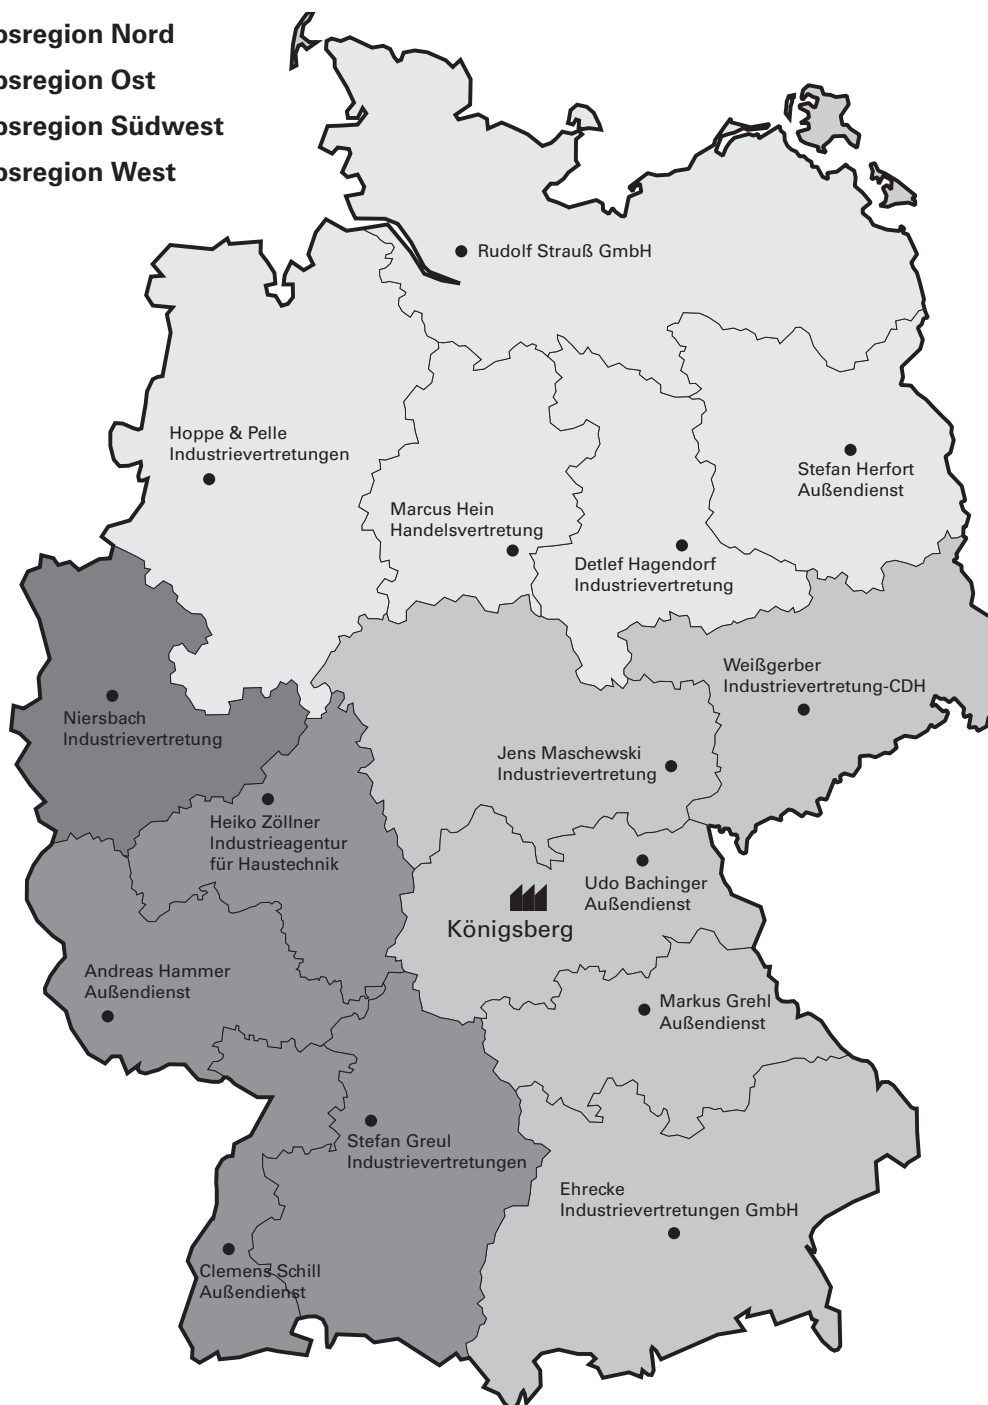 osregion Nord
osregion Ost
osregion Südwest
osregion West
Rudolf Strauß GmbH
Hoppe & Pelle
Industrievertretungen
Stefan Herfort
Außendienst
Marcus Hein
Handelsvertretung
Detlef Hagendorf
Industrievertretung
Weißgerber
Industrievertretung-CDH
Niersbach
Industrievertretung
Jens Maschewski
Industrievertretung
Heiko Zöllner
Industrieagentur
für Haustechnik
Udo Bachinger
Außendienst
Königsberg
Andreas Hammer
Außendienst
Markus Grehl
Außendienst
Stefan Greul
Industrievertretungen
Ehrecke
Industrievertretungen GmbH
Clemens Schill
Außendienst